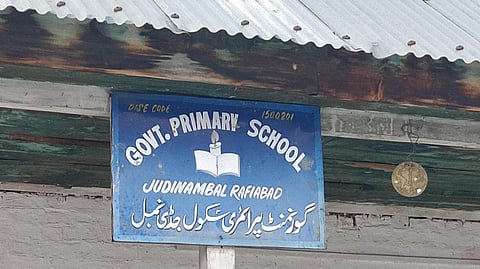 DISE CODE 1500201
GOVT. PRIMARY SCHOOL
JUDINAMBAL RAFIABAD
گورنمنٹ پرائمری سکول جڈی نمبل